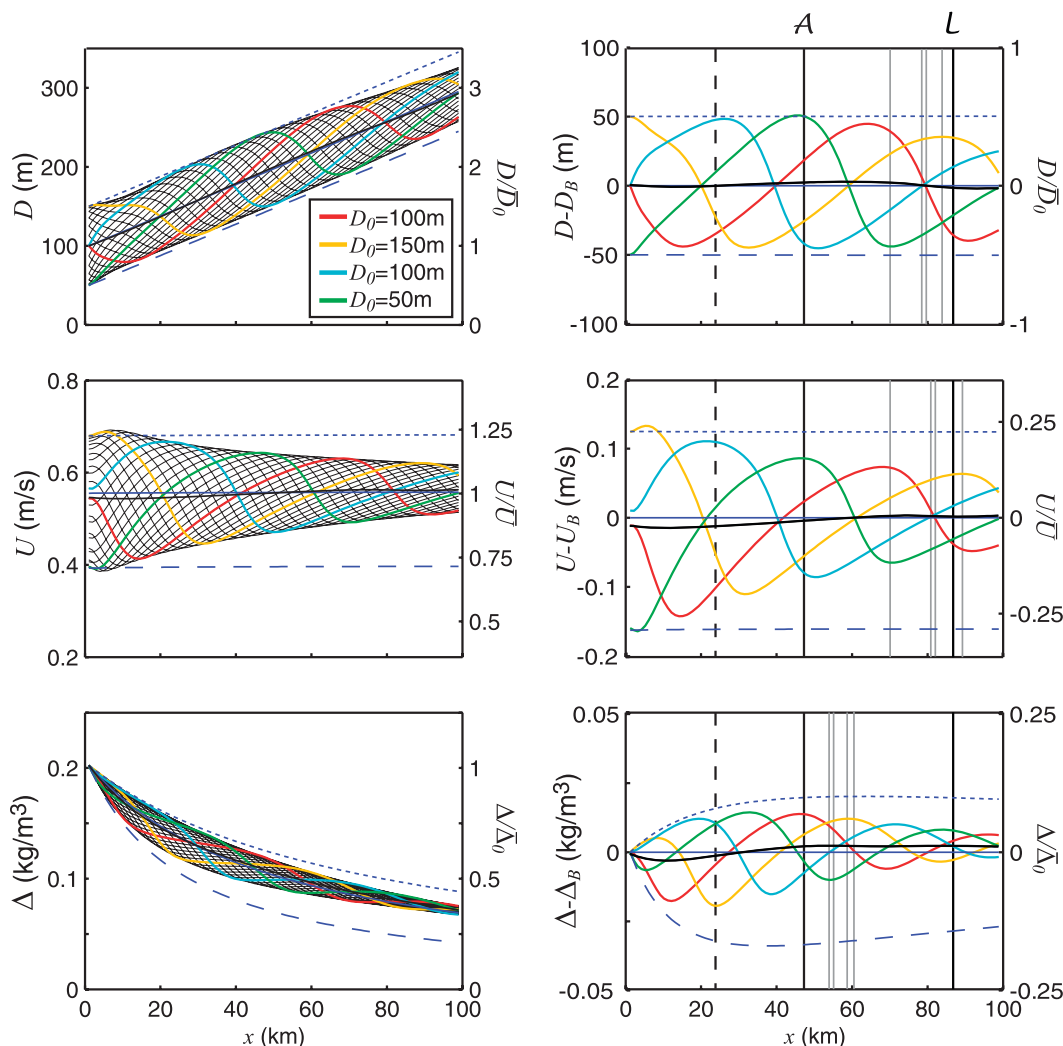 A L
300
200
100
0
D (m)
3
2
1
0
D/D̅₀
D₀=100m
D₀=150m
D₀=100m
D₀=50m
100
50
0
-50
-100
D-D_B (m)
1
0
-1
D/D̅₀
0.8
0.6
0.4
0.2
U (m/s)
1.25
1
0.75
0.5
U/U̅
0.2
0.1
0
-0.1
-0.2
U-U_B (m/s)
0.25
0
-0.25
U/U̅
0.2
0.1
0
Δ (kg/m³)
1
0.5
0
Δ/Δ̅₀
0 20 40 60 80 100
x (km)
0.05
0
-0.05
Δ-Δ_B (kg/m³)
0.25
0
-0.25
Δ/Δ̅₀
0 20 40 60 80 100
x (km)